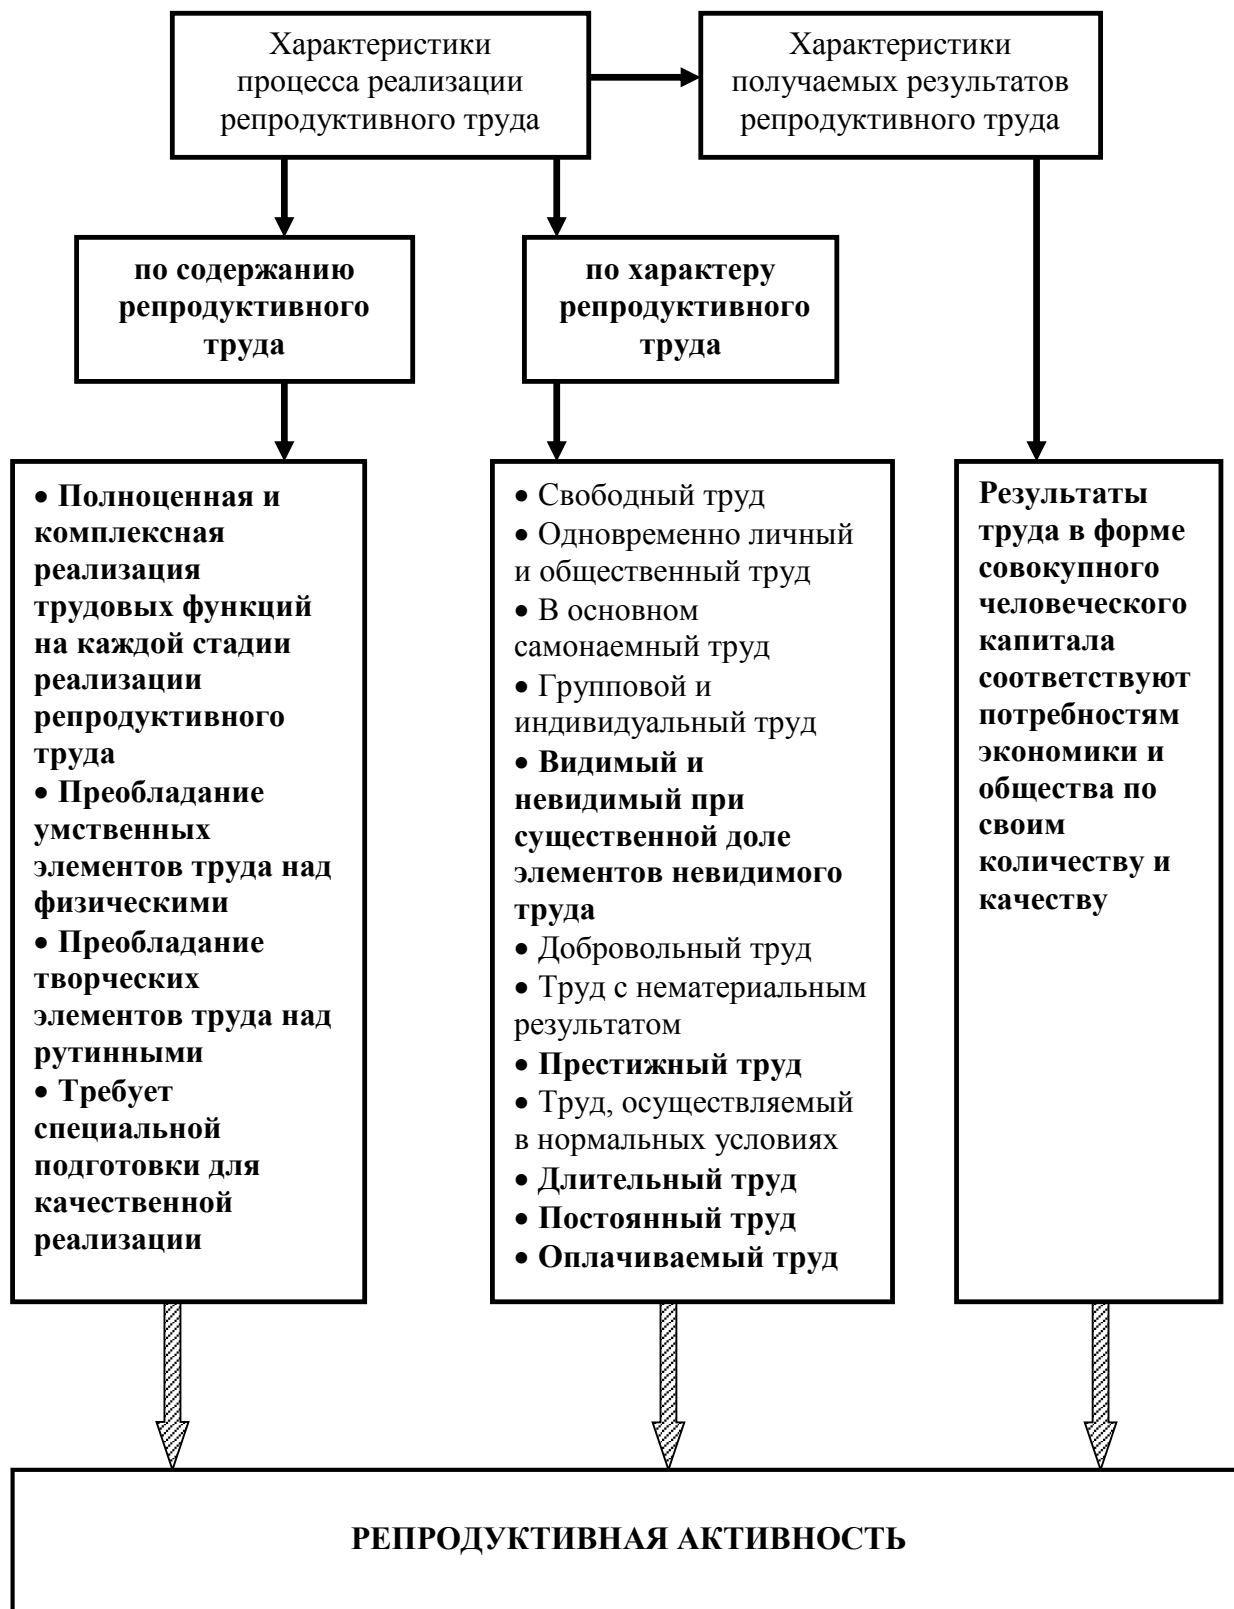 Характеристики
процесса реализации
репродуктивного труда
Характеристики
получаемых результатов
репродуктивного труда
по содержанию
репродуктивного
труда
по характеру
репродуктивного
труда
• Полноценная и
комплексная
реализация
трудовых функций
на каждой стадии
реализации
репродуктивного
труда
• Преобладание
умственных
элементов труда над
физическими
• Преобладание
творческих
элементов труда над
рутинными
• Требует
специальной
подготовки для
качественной
реализации
• Свободный труд
• Одновременно личный
и общественный труд
• В основном
самонаемный труд
• Групповой и
индивидуальный труд
• Видимый и
невидимый при
существенной доле
элементов невидимого
труда
• Добровольный труд
• Труд с нематериальным
результатом
• Престижный труд
• Труд, осуществляемый
в нормальных условиях
• Длительный труд
• Постоянный труд
• Оплачиваемый труд
Результаты
труда в форме
совокупного
человеческого
капитала
соответствуют
потребностям
экономики и
общества по
своим
количеству и
качеству
РЕПРОДУКТИВНАЯ АКТИВНОСТЬ